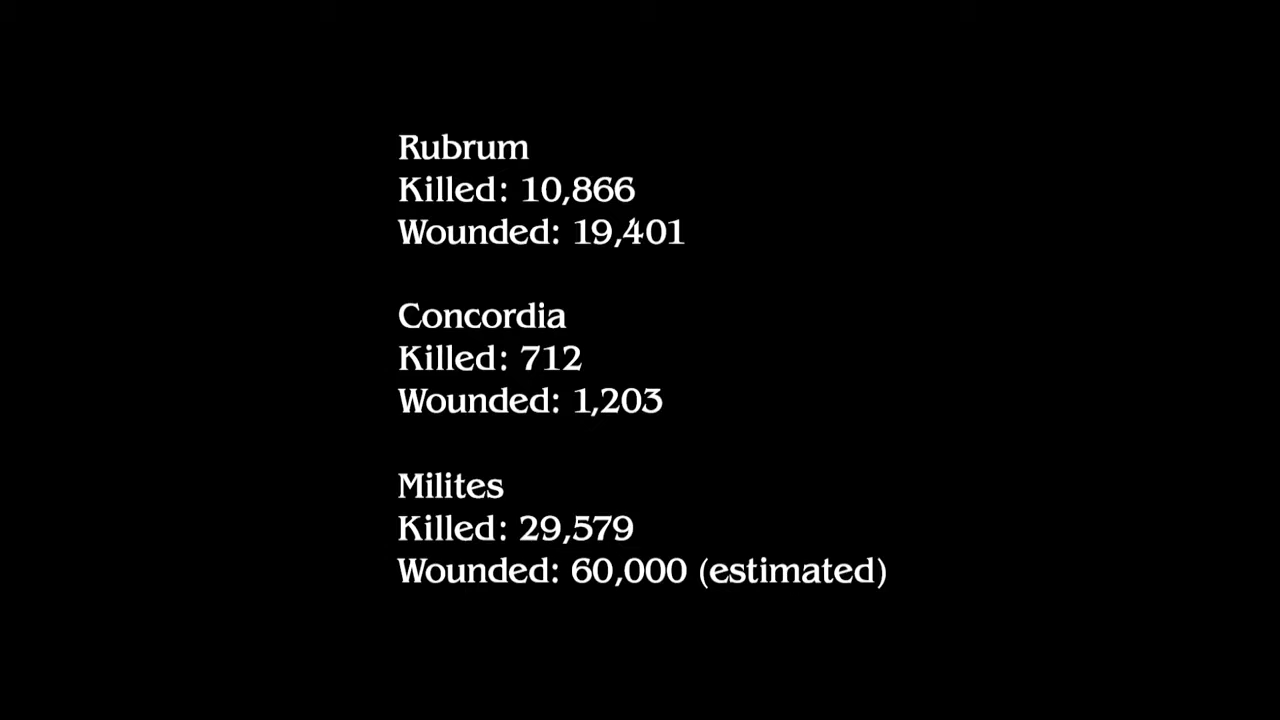 Rubrum
Killed: 10,866
Wounded: 19,401
Concordia
Killed: 712
Wounded: 1,203
Milites
Killed: 29,579
Wounded: 60,000 (estimated)